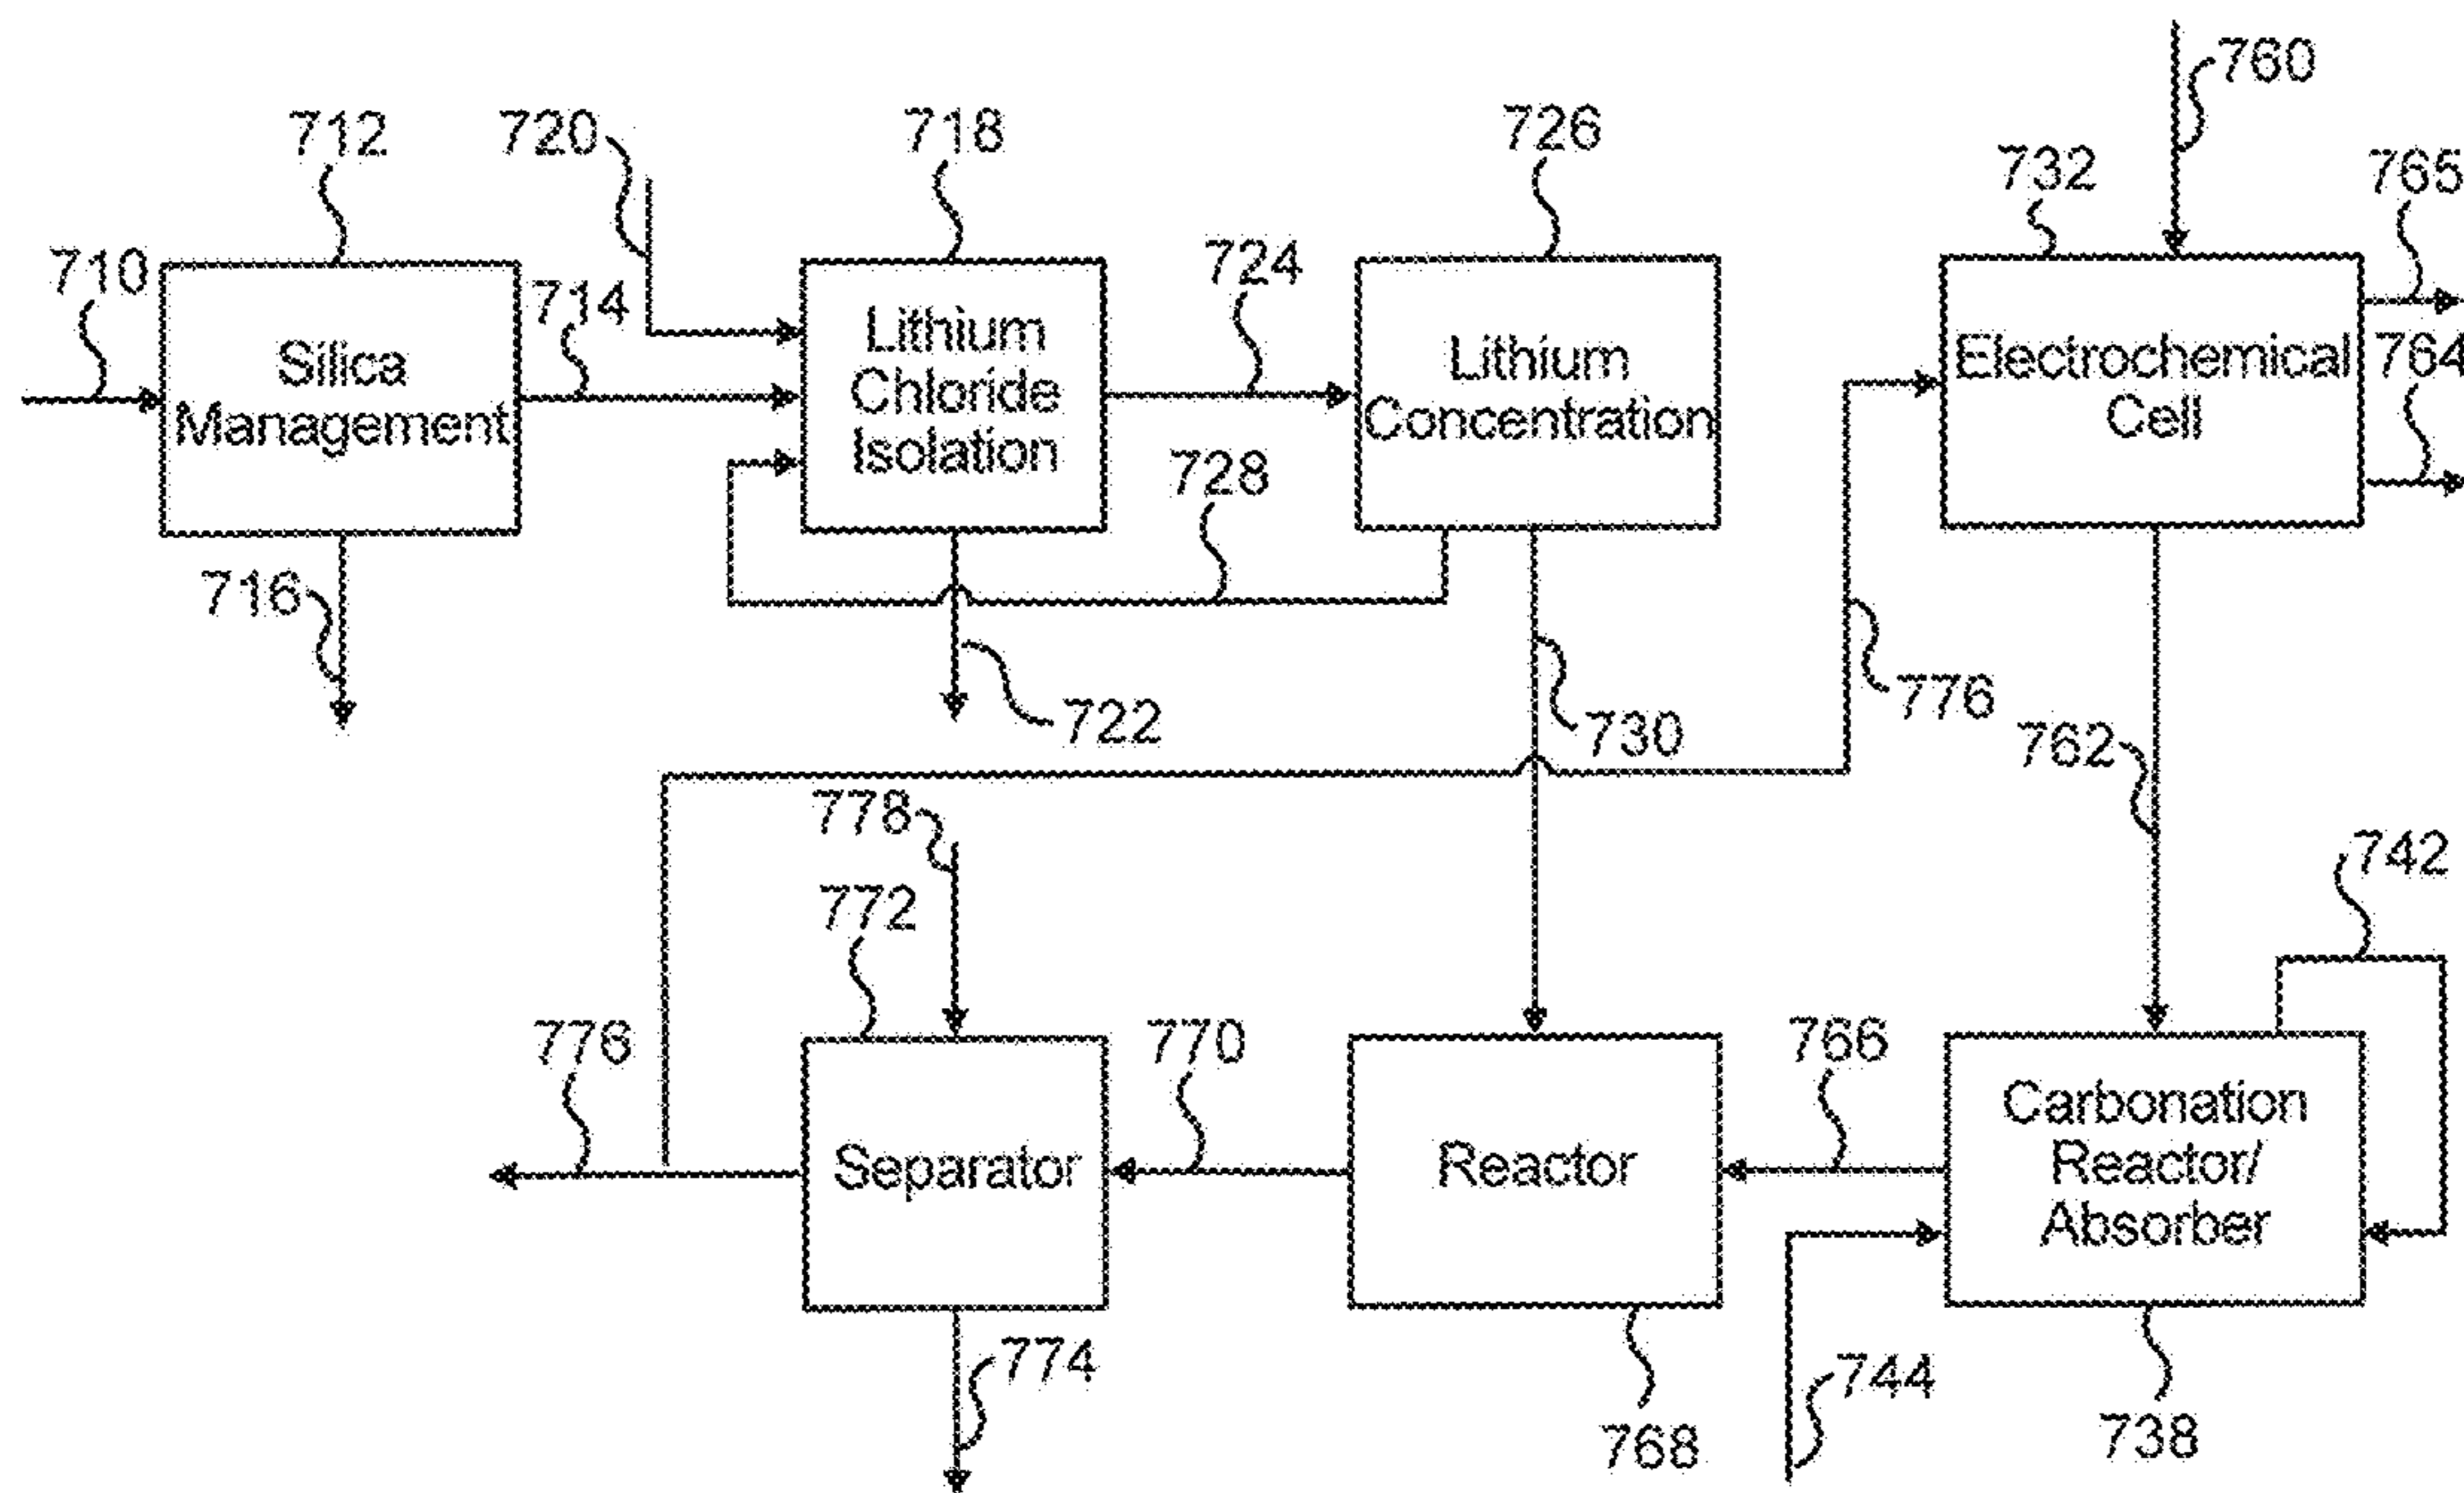 760
712
720
718
726
732
765
710
714
724
764
Silica
Management
Lithium
Chloride
Isolation
Lithium
Concentration
Electrochemical
Cell
728
716
722
730
776
762
778
772
742
776
770
766
Separator
Reactor
Carbonation
Reactor/
Absorber
774
768
744
738